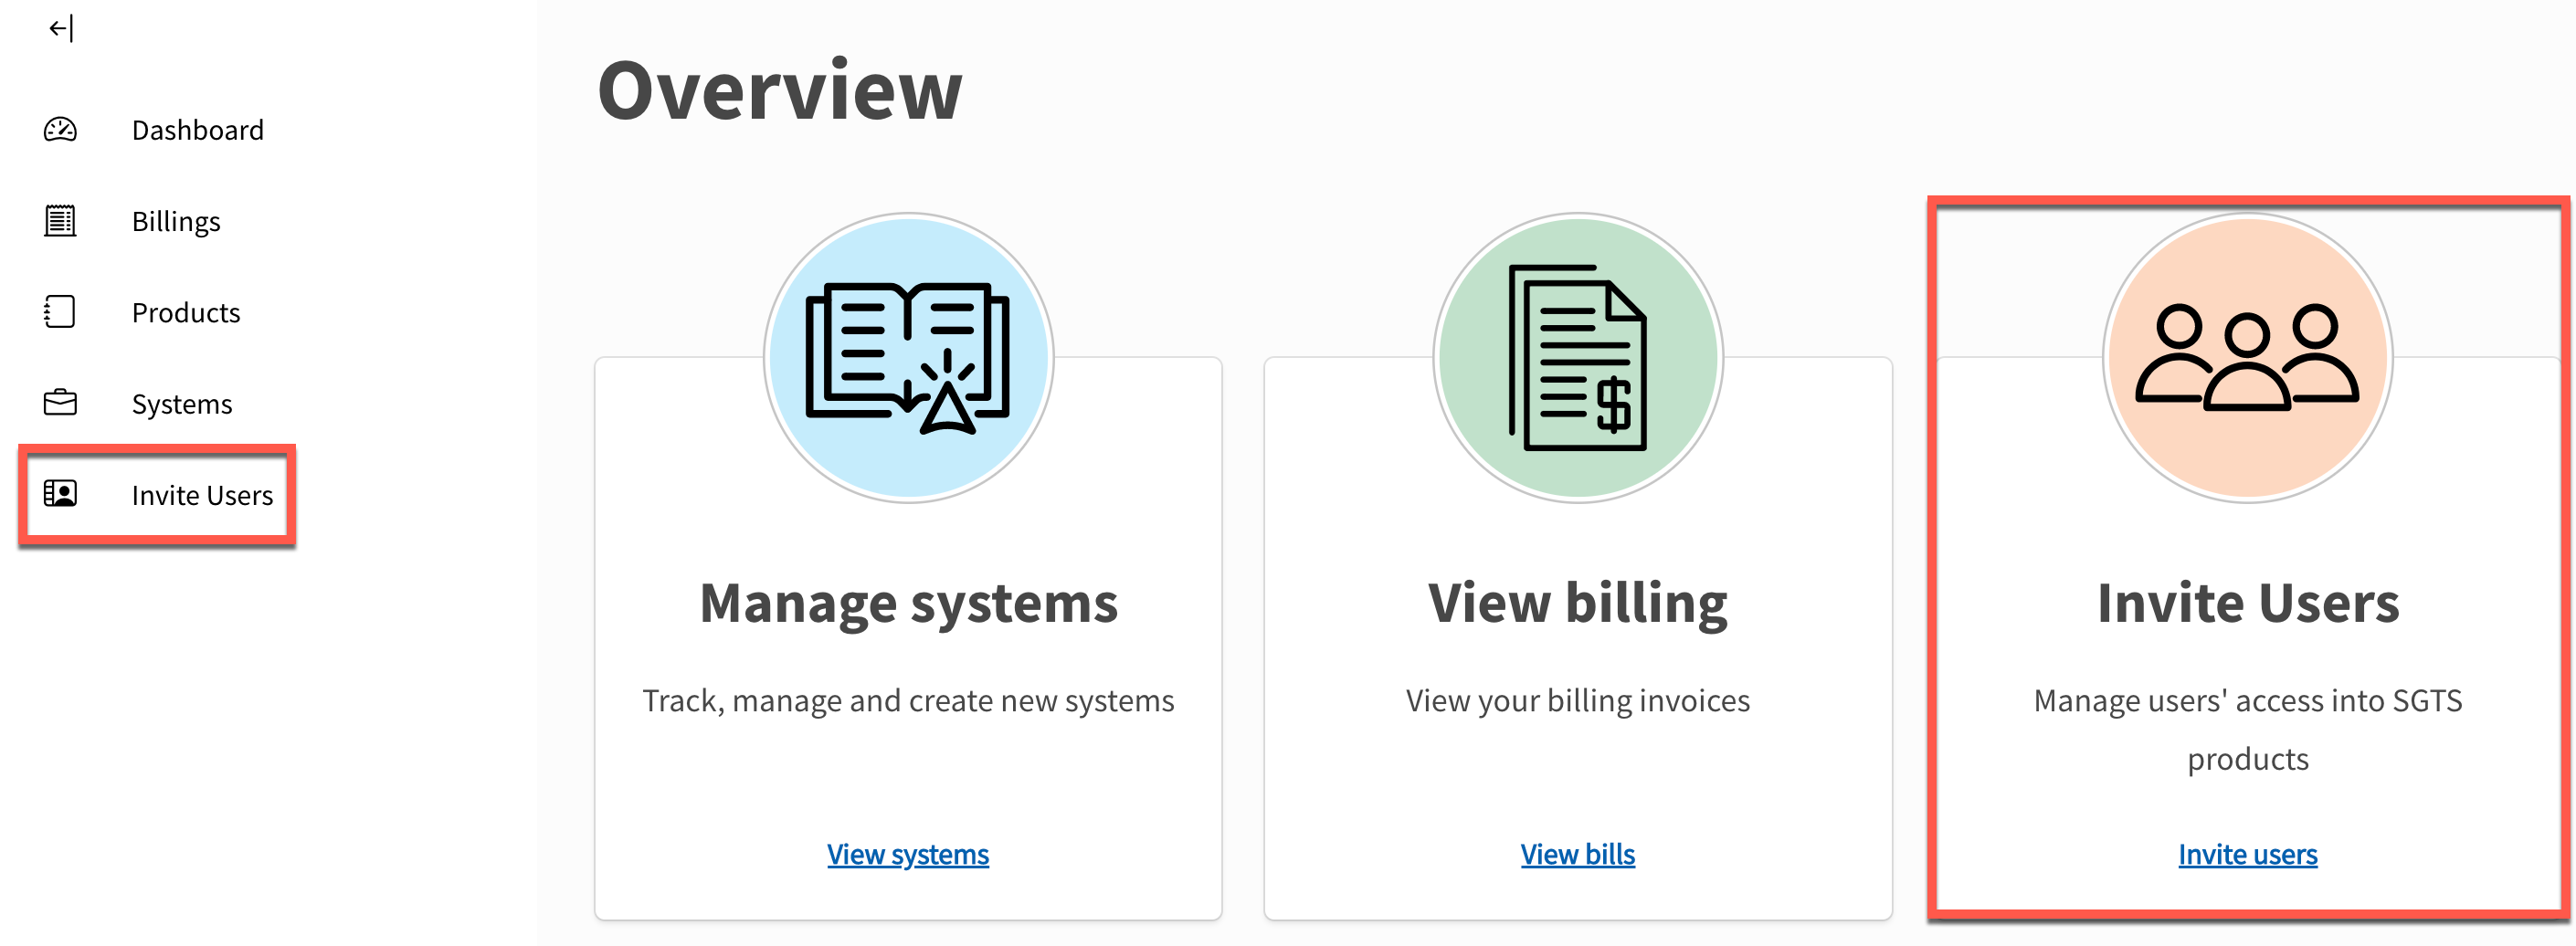 Dashboard
Billings
Products
Systems
Invite Users
Overview
$
Manage systems
Track, manage and create new systems
View systems
View billing
View your billing invoices
View bills
Invite Users
Manage users' access into SGTS
products
Invite users